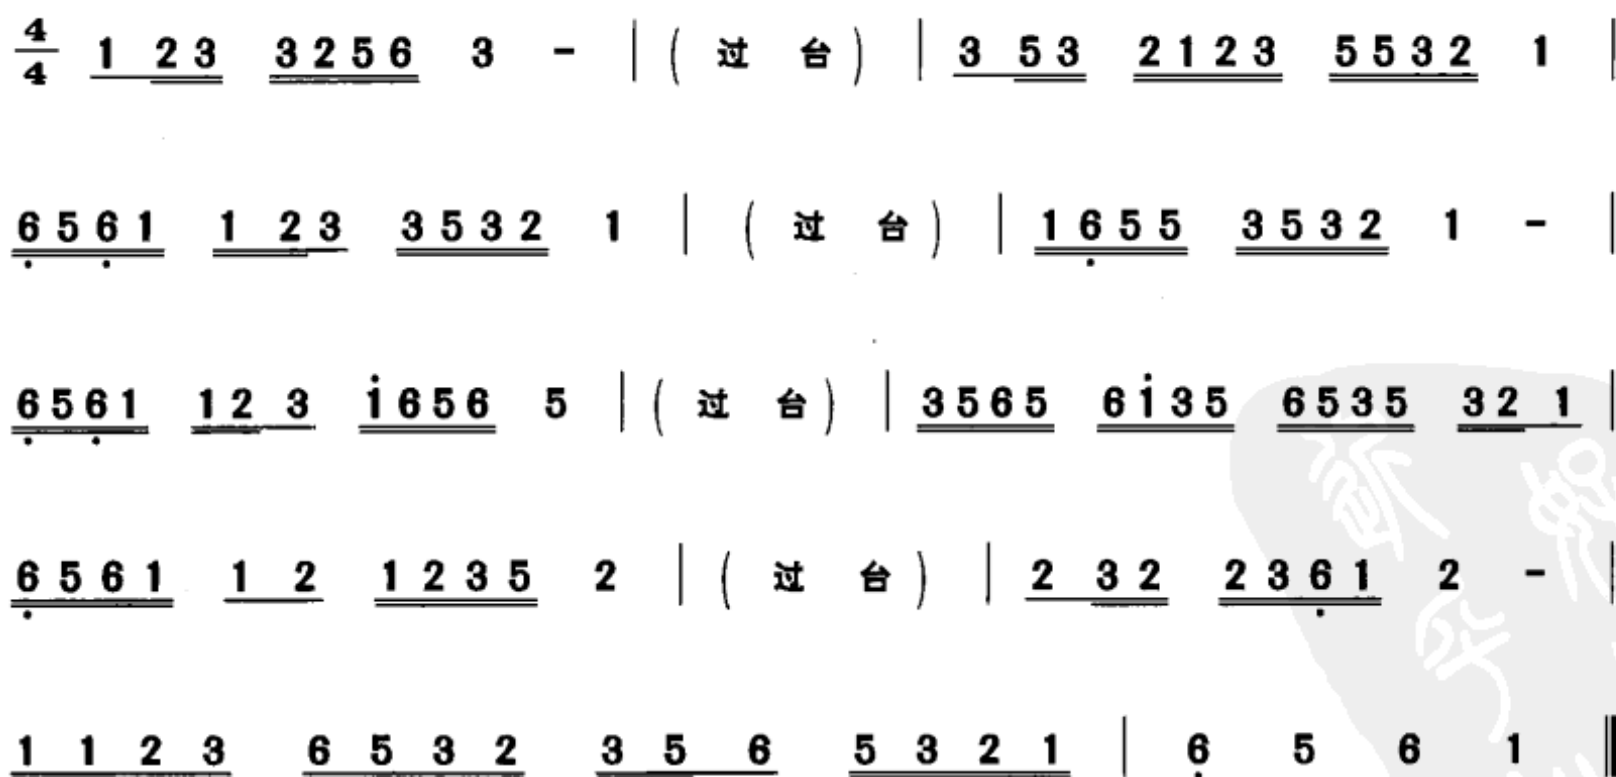 4/4 1 23 3256 3 - | ( 过 台 ) | 3 53 2123 5532 1 |
6561 1 23 3532 1 | ( 过 台 ) | 1655 3532 1 - |
6561 12 3 i656 5 | ( 过 台 ) | 3565 6i35 6535 32 1 |
6561 1 2 1235 2 | ( 过 台 ) | 2 32 2361 2 - |
1 1 2 3 6 5 3 2 3 5 6 5 3 2 1 | 6 5 6 1 ‖